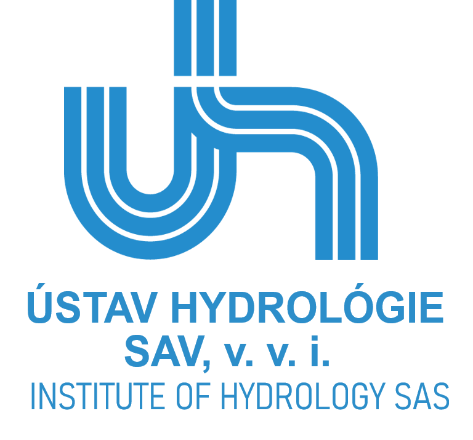 ÚSTAV HYDROLÓGIE
SAV, v. v. i.
INSTITUTE OF HYDROLOGY SAS